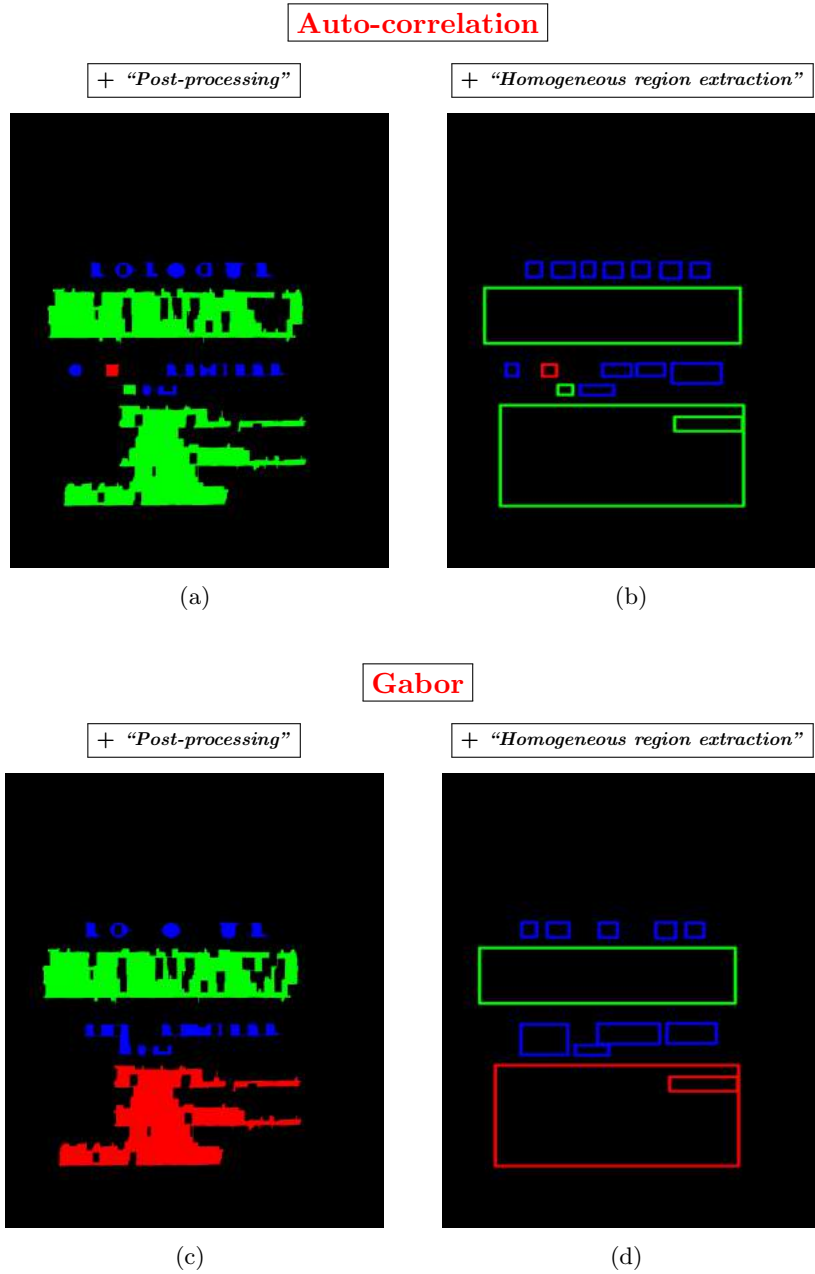 Auto-correlation
+ “Post-processing” + “Homogeneous region extraction”
(a) (b)
Gabor
+ “Post-processing” + “Homogeneous region extraction”
(c) (d)